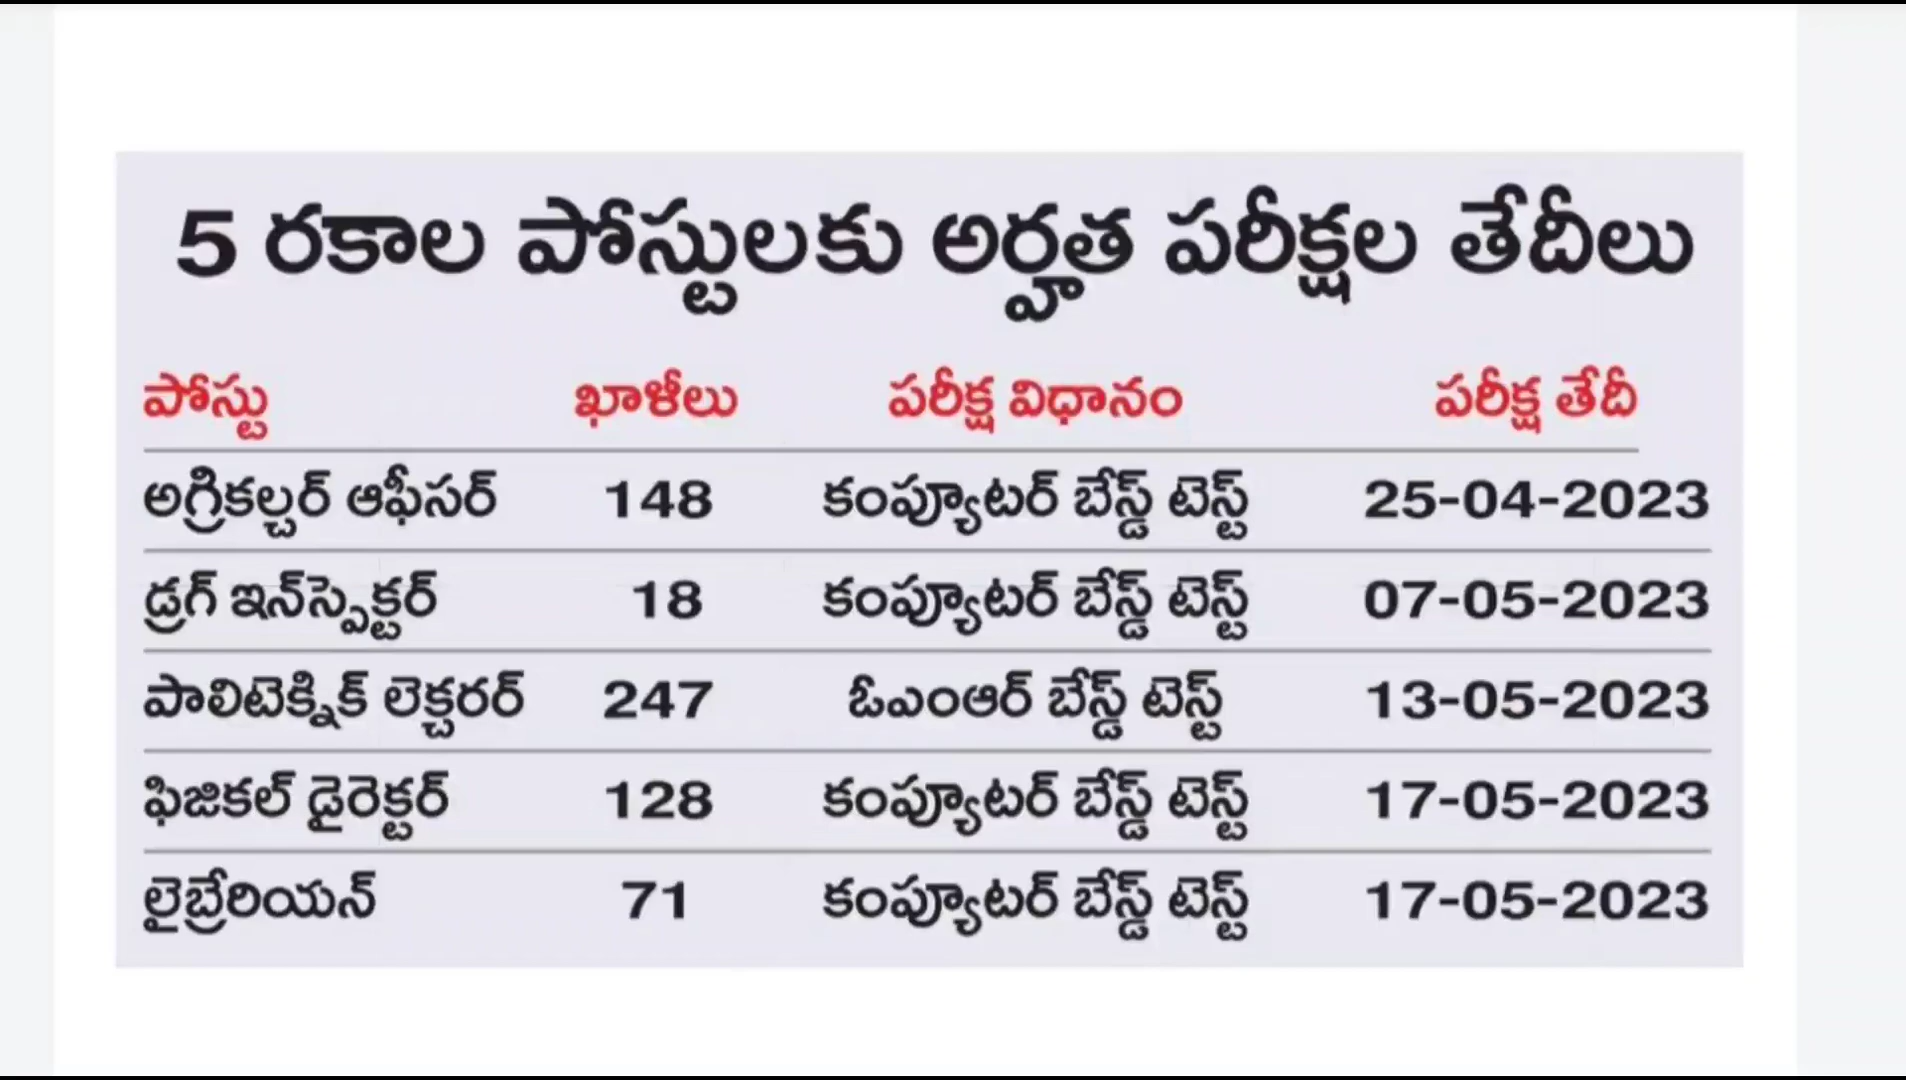 5 రకాల పోస్టులకు అర్హత పరీక్షల తేదీలు
పోస్టు ఖాళీలు పరీక్ష విధానం పరీక్ష తేదీ
అగ్రికల్చర్ ఆఫీసర్ 148 కంప్యూటర్ బేస్డ్ టెస్ట్ 25-04-2023
డ్రగ్ ఇన్‌స్పెక్టర్ 18 కంప్యూటర్ బేస్డ్ టెస్ట్ 07-05-2023
పాలిటెక్నిక్ లెక్చరర్ 247 ఓఎంఆర్ బేస్డ్ టెస్ట్ 13-05-2023
ఫిజికల్ డైరెక్టర్ 128 కంప్యూటర్ బేస్డ్ టెస్ట్ 17-05-2023
లైబ్రేరియన్ 71 కంప్యూటర్ బేస్డ్ టెస్ట్ 17-05-2023